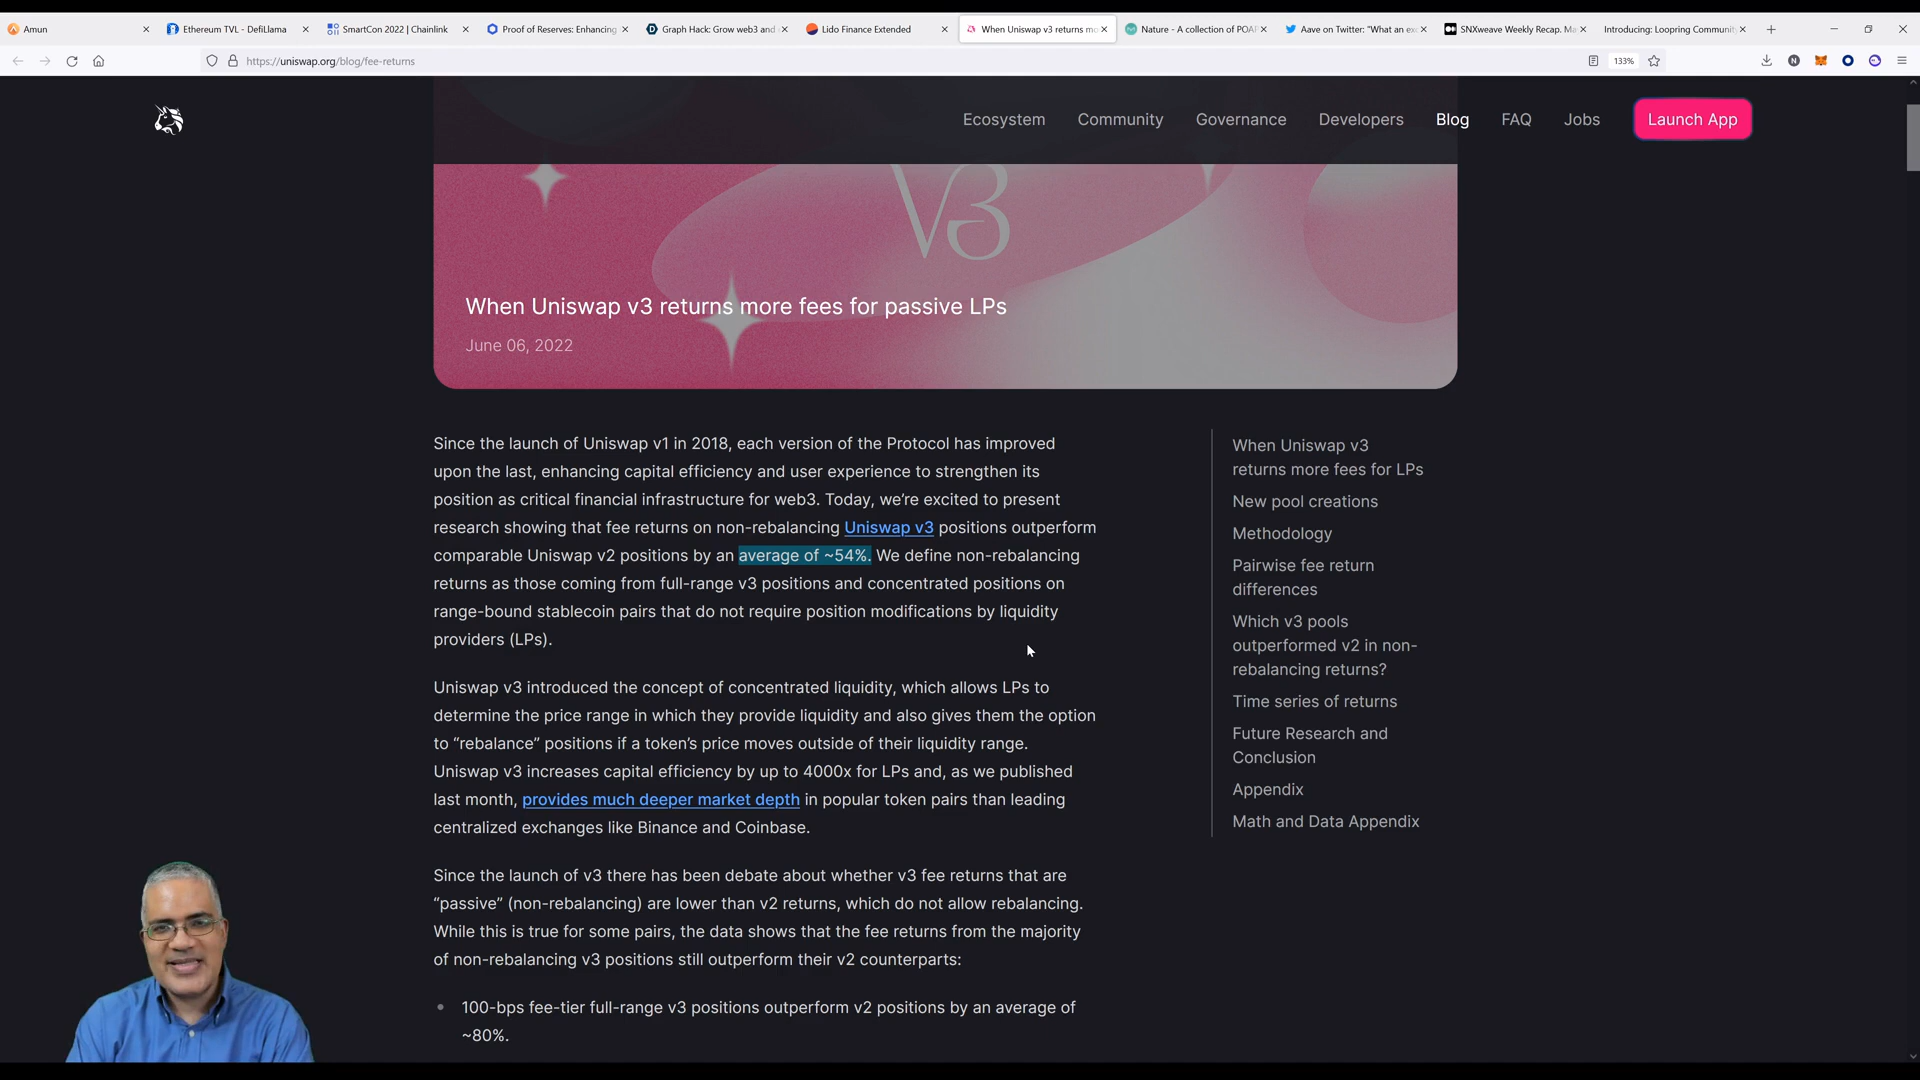 Amun
Ethereum TVL - DefiLlama
SmartCon 2022 | Chainlink
Proof of Reserves: Enhancing
Graph Hack: Grow web3 and
Lido Finance Extended
When Uniswap v3 returns mo
Nature - A collection of POAP
Aave on Twitter: "What an ex
SNXweave Weekly Recap. Ma
Introducing: Loopring Community
https://uniswap.org/blog/fee-returns
133%
N
Ecosystem
Community
Governance
Developers
Blog
FAQ
Jobs
Launch App
V3
When Uniswap v3 returns more fees for passive LPs
June 06, 2022
Since the launch of Uniswap v1 in 2018, each version of the Protocol has improved
upon the last, enhancing capital efficiency and user experience to strengthen its
position as critical financial infrastructure for web3. Today, we're excited to present
research showing that fee returns on non-rebalancing Uniswap v3 positions outperform
comparable Uniswap v2 positions by an average of ~54%. We define non-rebalancing
returns as those coming from full-range v3 positions and concentrated positions on
range-bound stablecoin pairs that do not require position modifications by liquidity
providers (LPs).
Uniswap v3 introduced the concept of concentrated liquidity, which allows LPs to
determine the price range in which they provide liquidity and also gives them the option
to “rebalance” positions if a token's price moves outside of their liquidity range.
Uniswap v3 increases capital efficiency by up to 4000x for LPs and, as we published
last month, provides much deeper market depth in popular token pairs than leading
centralized exchanges like Binance and Coinbase.
Since the launch of v3 there has been debate about whether v3 fee returns that are
“passive” (non-rebalancing) are lower than v2 returns, which do not allow rebalancing.
While this is true for some pairs, the data shows that the fee returns from the majority
of non-rebalancing v3 positions still outperform their v2 counterparts:
• 100-bps fee-tier full-range v3 positions outperform v2 positions by an average of
~80%.
When Uniswap v3
returns more fees for LPs
New pool creations
Methodology
Pairwise fee return
differences
Which v3 pools
outperformed v2 in non-
rebalancing returns?
Time series of returns
Future Research and
Conclusion
Appendix
Math and Data Appendix